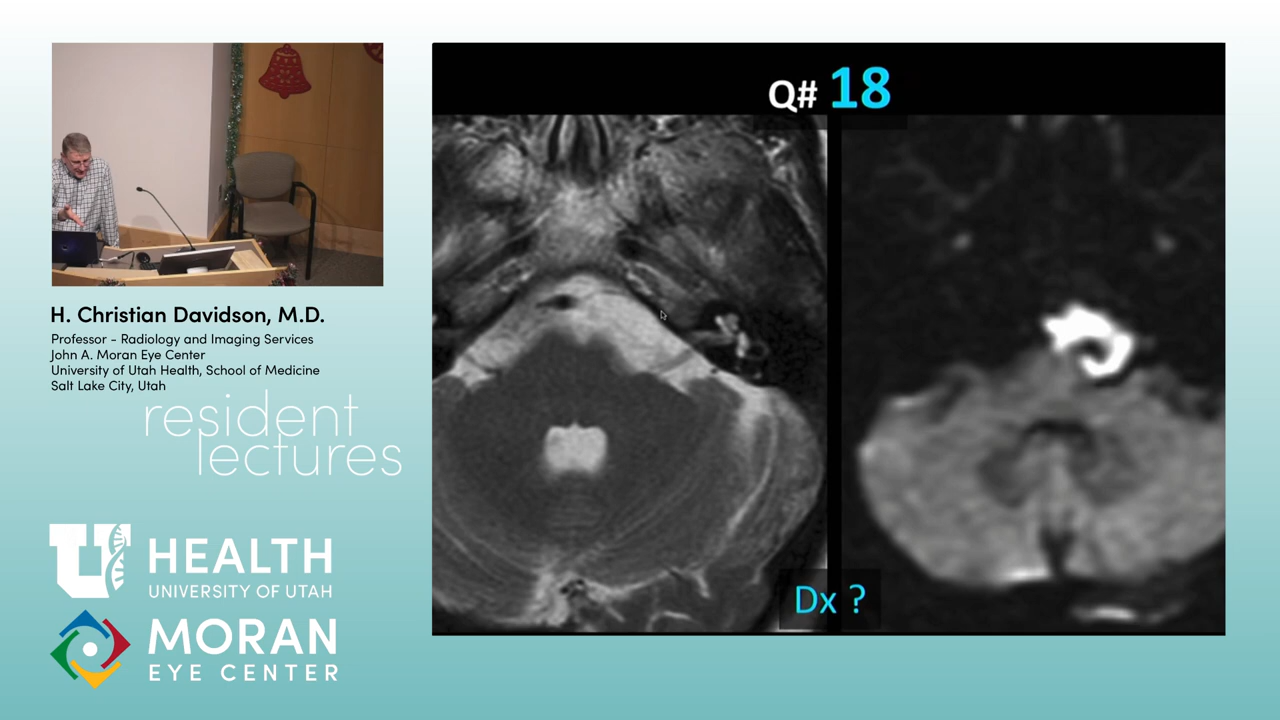 Q# 18
Dx ?
H. Christian Davidson, M.D.
Professor - Radiology and Imaging Services
John A. Moran Eye Center
University of Utah Health, School of Medicine
Salt Lake City, Utah
resident
lectures
U HEALTH
UNIVERSITY OF UTAH
MORAN
EYE CENTER